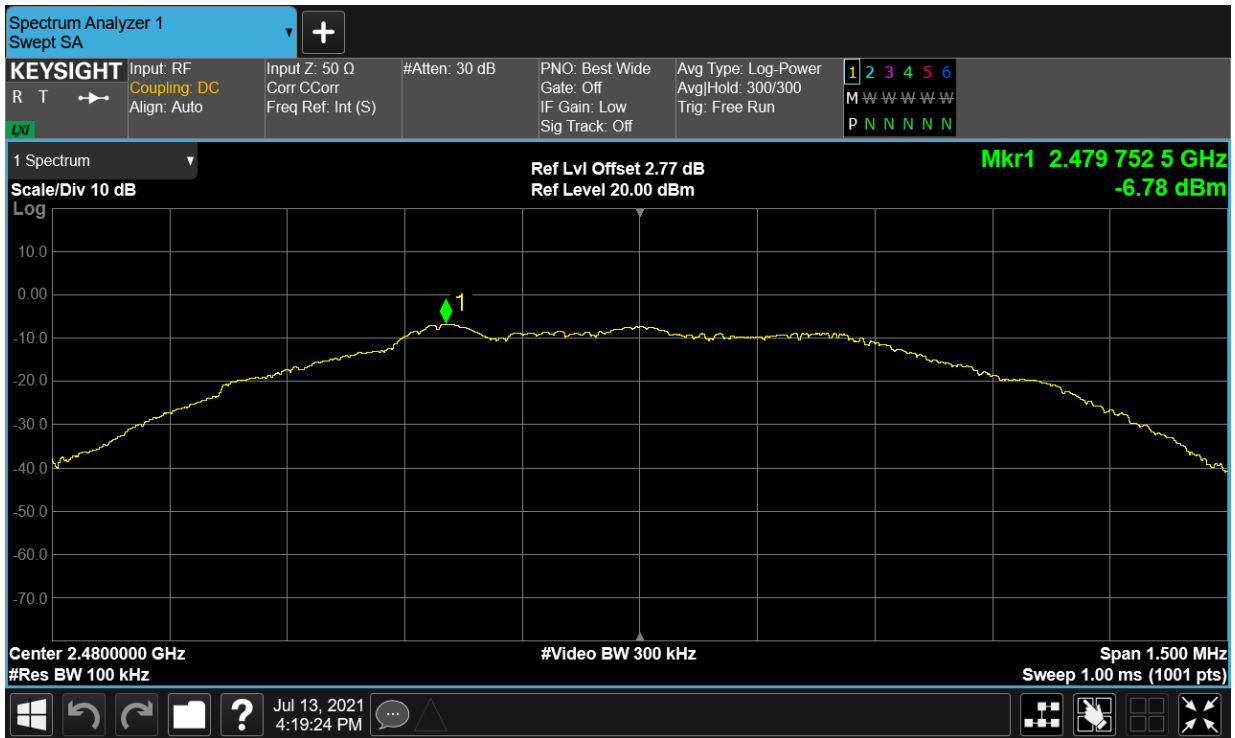 Spectrum Analyzer 1
Swept SA
+
KEYSIGHT
R T
LXI
Input: RF
Coupling: DC
Align: Auto
Input Z: 50 Ω
Corr CCorr
Freq Ref: Int (S)
#Atten: 30 dB
PNO: Best Wide
Gate: Off
IF Gain: Low
Sig Track: Off
Avg Type: Log-Power
Avg|Hold: 300/300
Trig: Free Run
1 2 3 4 5 6
M W W W W W
P N N N N N
1 Spectrum
Scale/Div 10 dB
Log
Ref Lvl Offset 2.77 dB
Ref Level 20.00 dBm
Mkr1 2.479 752 5 GHz
-6.78 dBm
10.0
0.00
1
-10.0
-20.0
-30.0
-40.0
-50.0
-60.0
-70.0
Center 2.4800000 GHz
#Res BW 100 kHz
#Video BW 300 kHz
Span 1.500 MHz
Sweep 1.00 ms (1001 pts)
?
Jul 13, 2021
4:19:24 PM